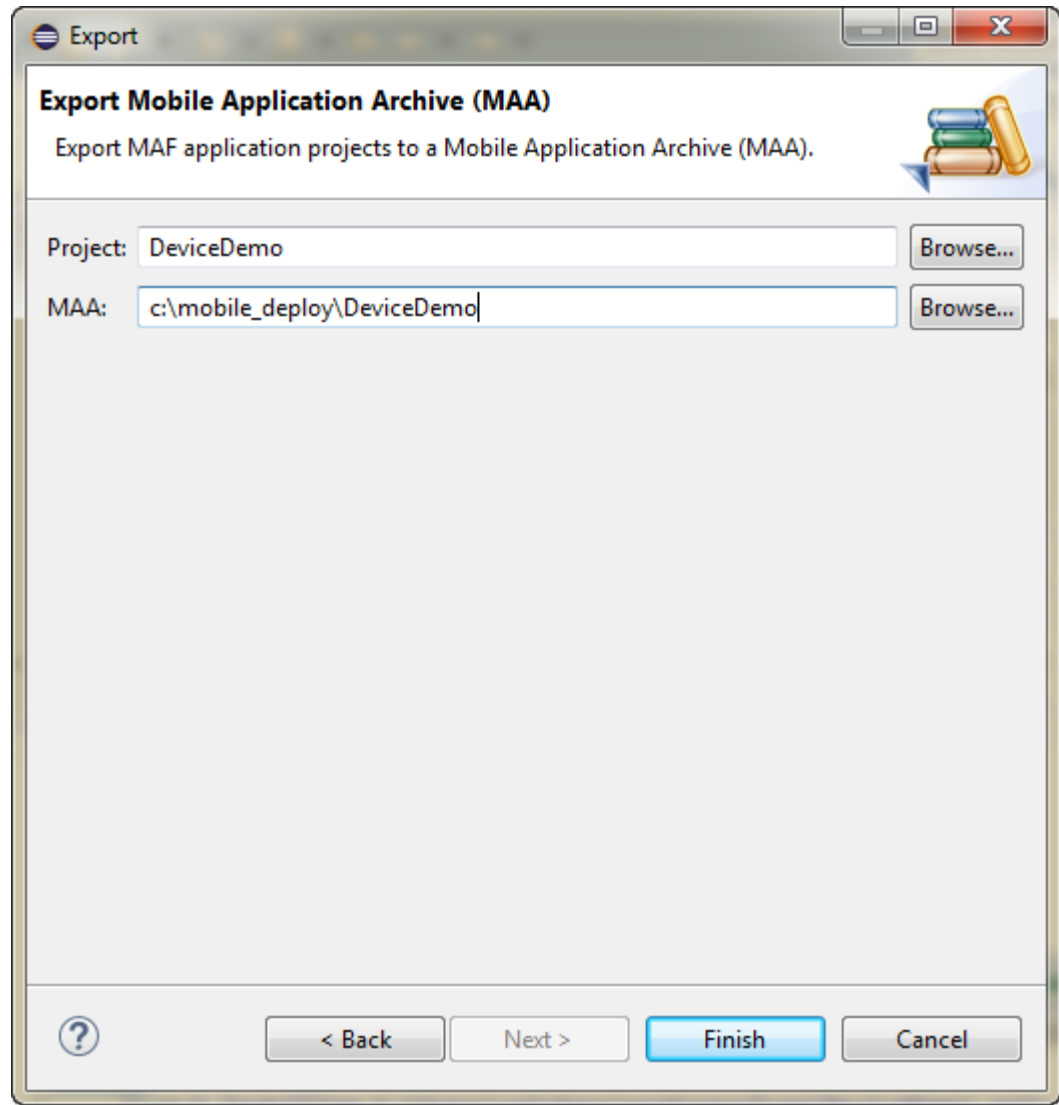 Export
Export Mobile Application Archive (MAA)
Export MAF application projects to a Mobile Application Archive (MAA).
Project: DeviceDemo Browse...
MAA: c:\mobile_deploy\DeviceDemo Browse...
? < Back Next > Finish Cancel